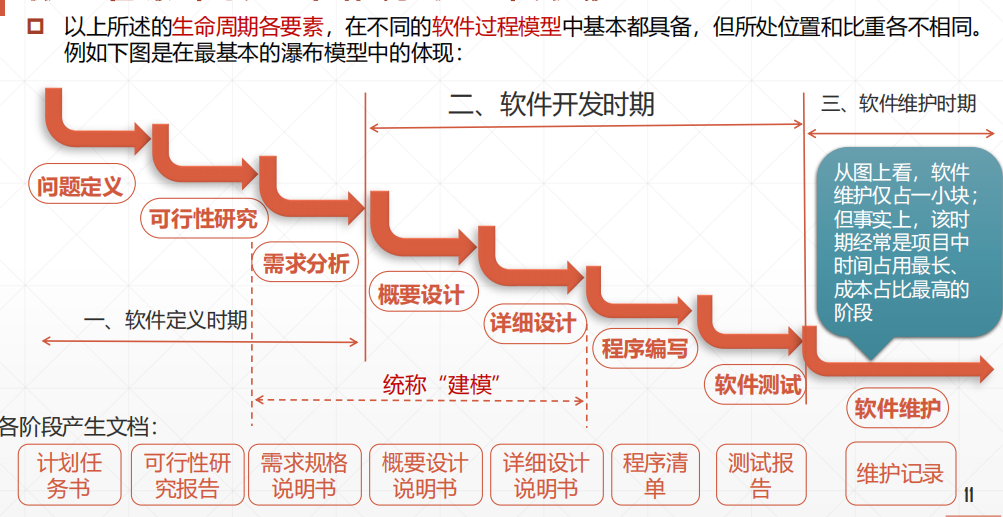 以上所述的生命周期各要素，在不同的软件过程模型中基本都具备，但所处位置和比重各不相同。
例如下图是在最基本的瀑布模型中的体现：
二、软件开发时期
三、软件维护时期
从图上看，软件
维护仅占一小块；
但事实上，该时
期经常是项目中
时间占用最长、
成本占比最高的
阶段
问题定义
可行性研究
需求分析
概要设计
详细设计
程序编写
软件测试
软件维护
一、软件定义时期
统称“建模”
各阶段产生文档：
计划任
务书
可行性研
究报告
需求规格
说明书
概要设计
说明书
详细设计
说明书
程序清
单
测试报
告
维护记录
11